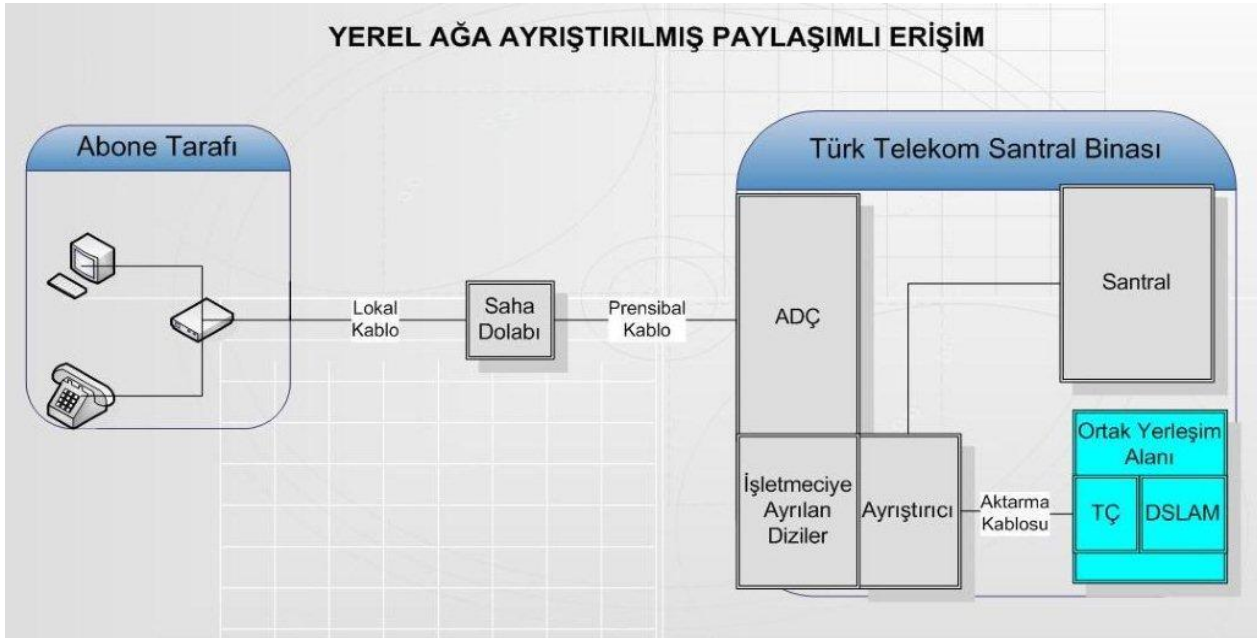 YEREL AĞA AYRIŞTIRILMIŞ PAYLAŞIMLI ERİŞİM
Abone Tarafı
Türk Telekom Santral Binası
Lokal
Kablo
Saha
Dolabı
Prensibal
Kablo
ADÇ
Santral
İşletmeciye
Ayrılan
Diziler
Ayrıştırıcı
Aktarma
Kablosu
Ortak Yerleşim
Alanı
TÇ
DSLAM